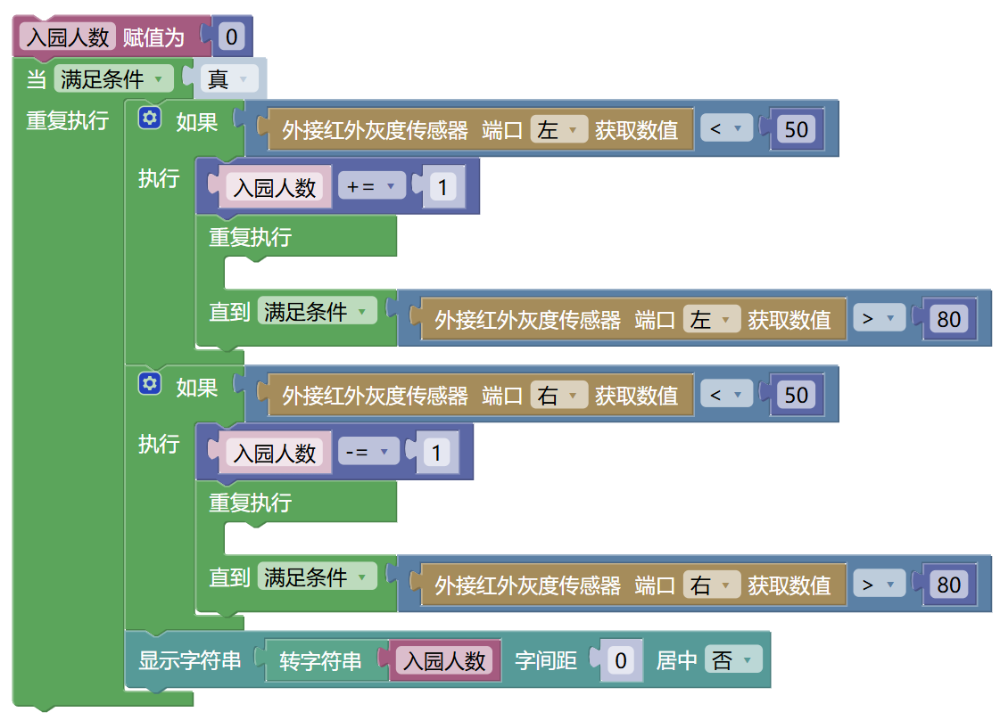 入园人数 赋值为 0
当 满足条件 真
重复执行 如果 外接红外灰度传感器 端口 左 获取数值 < 50
执行 入园人数 += 1
重复执行
直到 满足条件 外接红外灰度传感器 端口 左 获取数值 > 80
如果 外接红外灰度传感器 端口 右 获取数值 < 50
执行 入园人数 -= 1
重复执行
直到 满足条件 外接红外灰度传感器 端口 右 获取数值 > 80
显示字符串 转字符串 入园人数 字间距 0 居中 否